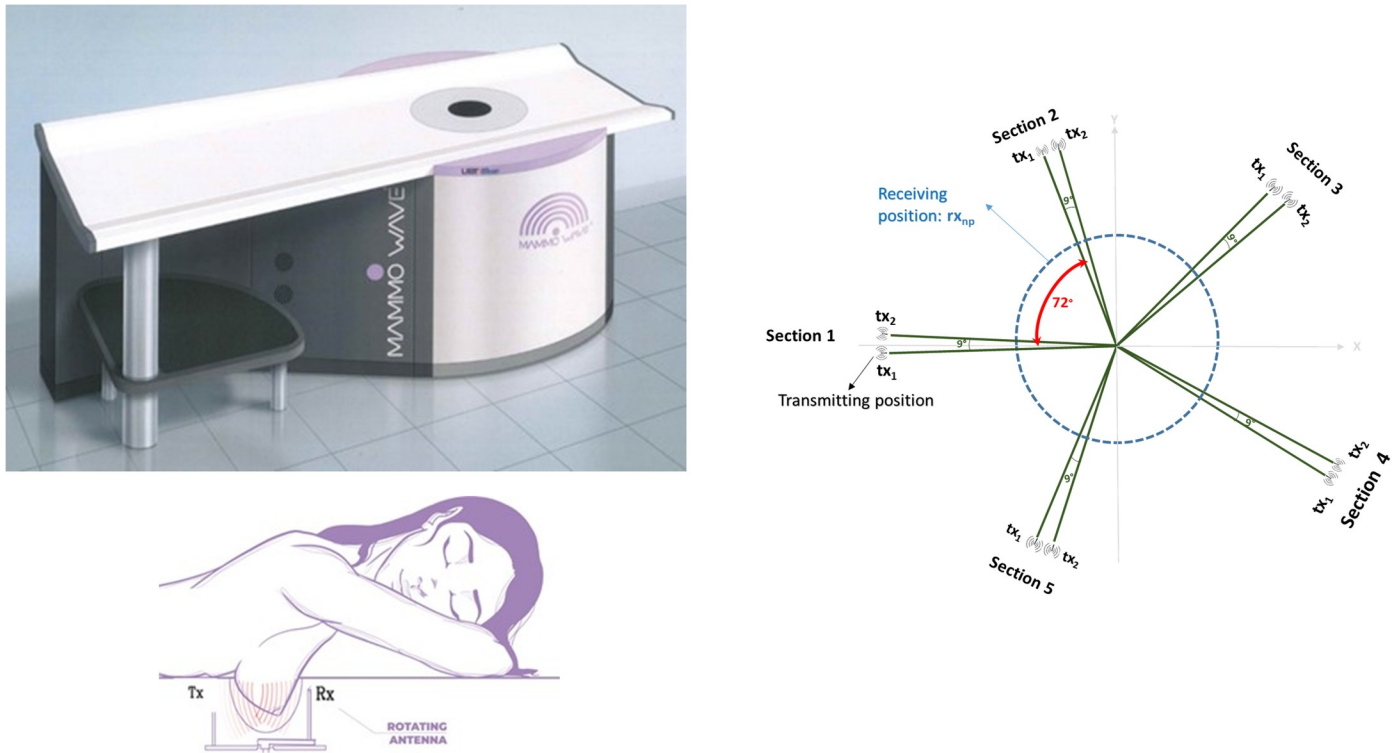 UBT Blue
MAMMO WAVE
MAMMO WAVE
Tx
Rx
ROTATING
ANTENNA
Section 2
tx1
tx2
Y
Section 3
tx1
tx2
Receiving
position: rxnp
9°
9°
72°
Section 1
tx2
tx1
9°
X
Transmitting position
9°
tx2
tx1
Section 4
9°
tx1
tx2
Section 5